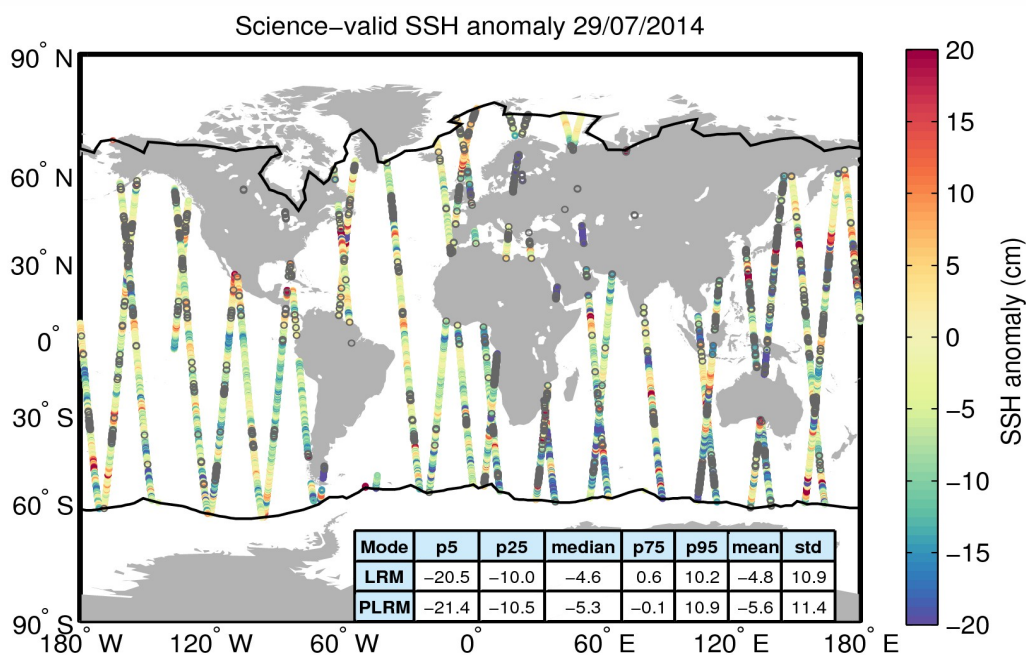 Science−valid SSH anomaly 29/07/2014
90° N
60° N
30° N
0°
30° S
60° S
90° S
180° W
120° W
60° W
0°
60° E
120° E
180° E
20
15
10
5
0
−5
−10
−15
−20
SSH anomaly (cm)
Mode p5 p25 median p75 p95 mean std
LRM −20.5 −10.0 −4.6 0.6 10.2 −4.8 10.9
PLRM −21.4 −10.5 −5.3 −0.1 10.9 −5.6 11.4